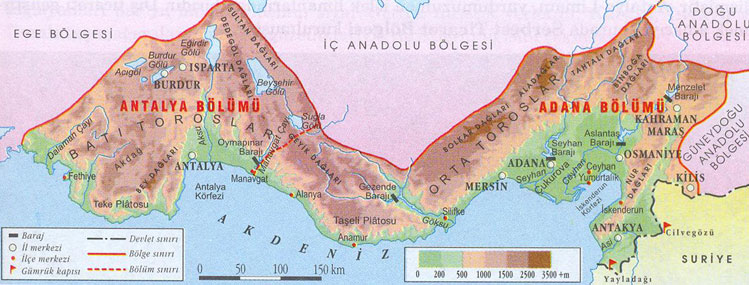 EGE BÖLGESİ
İÇ ANADOLU BÖLGESİ
DOĞU
ANADOLU
BÖLGESİ
GÜNEYDOĞU
ANADOLU
BÖLGESİ
SURİYE
AKDENİZ
ANTALYA BÖLÜMÜ
ADANA BÖLÜMÜ
BATI TOROSLAR
ORTA TOROSLAR
SULTAN DAĞLARI
DEDEGÖL DAĞLARI
Eğirdir
Gölü
Burdur
Gölü
Acıgöl
ISPARTA
BURDUR
Beyşehir
Gölü
Suğla
Gölü
Dalaman Çayı
Akdağ
BEY DAĞLARI
Aksu
Oymapınar
Barajı
Manavgat Çayı
Manavgat
GEYİK DAĞLARI
Fethiye
Teke Plâtosu
ANTALYA
Antalya
Körfezi
Alanya
Taşeli Plâtosu
Anamur
Gezende
Barajı
Göksu
Silifke
MERSİN
BOLKAR DAĞLARI
ALADAĞLAR
TAHTALI DAĞLARI
BİNBOĞA
DAĞLARI
Menzelet
Barajı
KAHRAMAN
MARAŞ
Aslantaş
Barajı
Seyhan
Barajı
ADANA
Seyhan
Çukurova
Ceyhan
Ceyhan
Yumurtalık
OSMANİYE
NUR DAĞLARI
İskenderun
Körfezi
İskenderun
KİLİS
ANTAKYA
Asi
Cilvegözü
Yayladağı
Baraj
İl merkezi
İlçe merkezi
Gümrük kapısı
Devlet sınırı
Bölge sınırı
Bölüm sınırı
0 50 100 150 km
0 200 500 1000 1500 2500 3500 +m